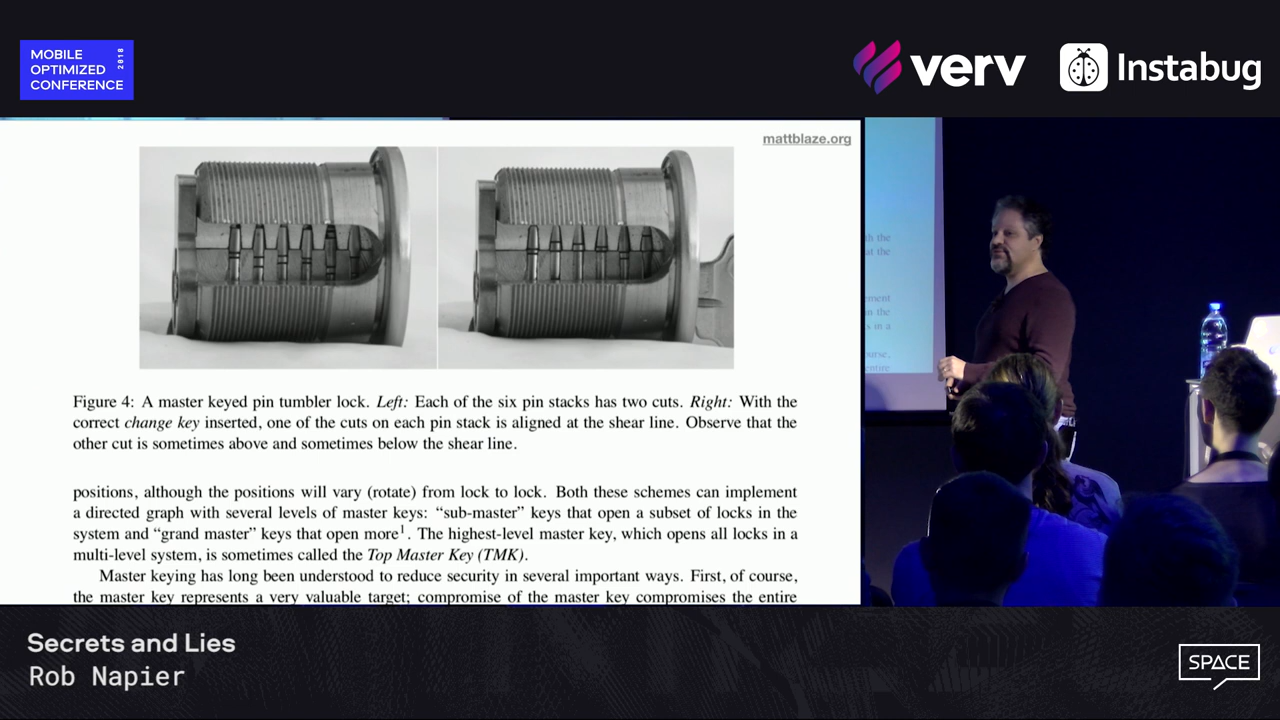 MOBILE
OPTIMIZED
CONFERENCE
2018
verv
Instabug
mattblaze.org
Figure 4: A master keyed pin tumbler lock. Left: Each of the six pin stacks has two cuts. Right: With the
correct change key inserted, one of the cuts on each pin stack is aligned at the shear line. Observe that the
other cut is sometimes above and sometimes below the shear line.
positions, although the positions will vary (rotate) from lock to lock. Both these schemes can implement
a directed graph with several levels of master keys: “sub-master” keys that open a subset of locks in the
system and “grand master” keys that open more1. The highest-level master key, which opens all locks in a
multi-level system, is sometimes called the Top Master Key (TMK).
Master keying has long been understood to reduce security in several important ways. First, of course,
the master key represents a very valuable target; compromise of the master key compromises the entire
th the
at the
in the
entire
Secrets and Lies
Rob Napier
SPACE